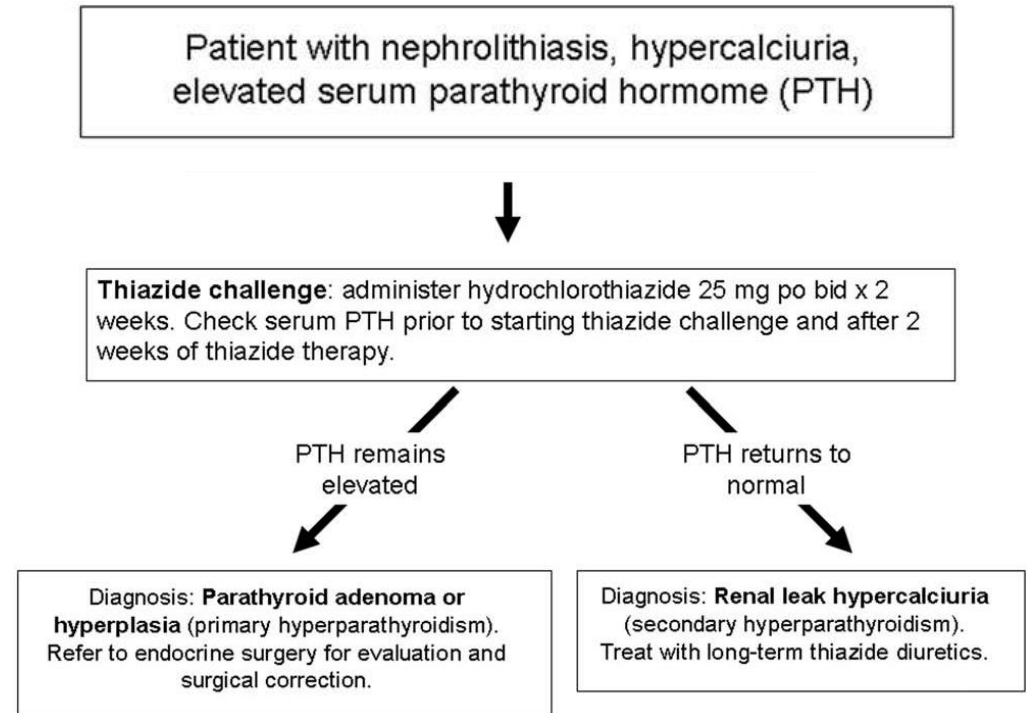 Patient with nephrolithiasis, hypercalciuria,
elevated serum parathyroid hormome (PTH)
Thiazide challenge: administer hydrochlorothiazide 25 mg po bid x 2
weeks. Check serum PTH prior to starting thiazide challenge and after 2
weeks of thiazide therapy.
PTH remains
elevated
PTH returns to
normal
Diagnosis: Parathyroid adenoma or
hyperplasia (primary hyperparathyroidism).
Refer to endocrine surgery for evaluation and
surgical correction.
Diagnosis: Renal leak hypercalciuria
(secondary hyperparathyroidism).
Treat with long-term thiazide diuretics.